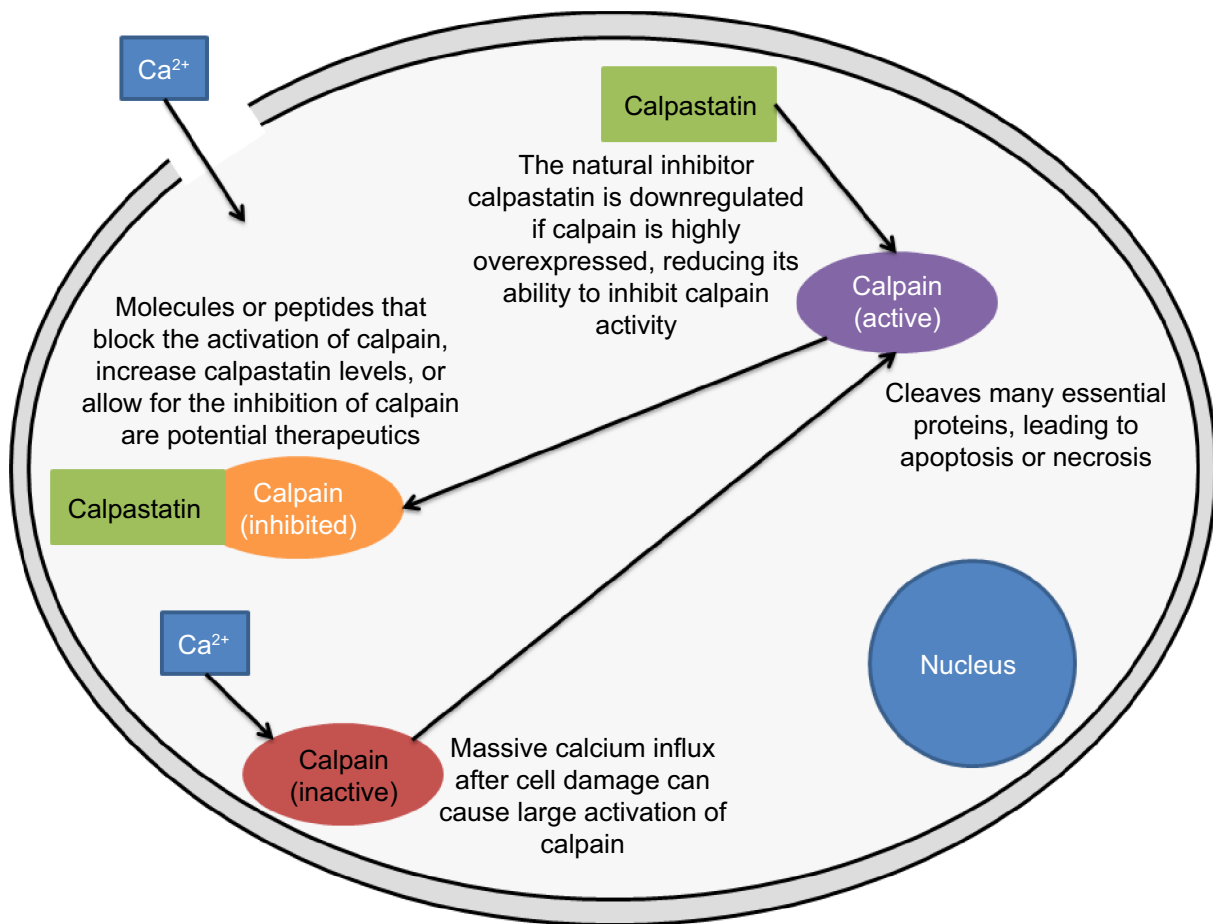 Ca²⁺
Calpastatin
The natural inhibitor
calpastatin is downregulated
if calpain is highly
overexpressed, reducing its
ability to inhibit calpain
activity
Calpain
(active)
Cleaves many essential
proteins, leading to
apoptosis or necrosis
Molecules or peptides that
block the activation of calpain,
increase calpastatin levels, or
allow for the inhibition of calpain
are potential therapeutics
Calpastatin
Calpain
(inhibited)
Ca²⁺
Calpain
(inactive)
Massive calcium influx
after cell damage can
cause large activation of
calpain
Nucleus